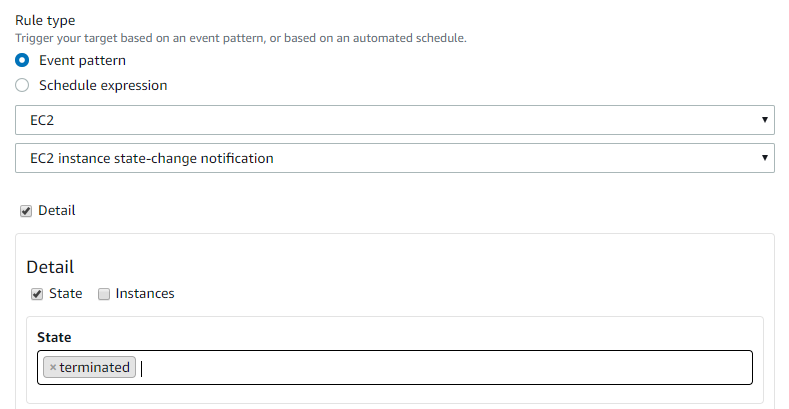 Rule type
Trigger your target based on an event pattern, or based on an automated schedule.
Event pattern
Schedule expression
EC2
EC2 instance state-change notification
Detail
Detail
State Instances
State
× terminated